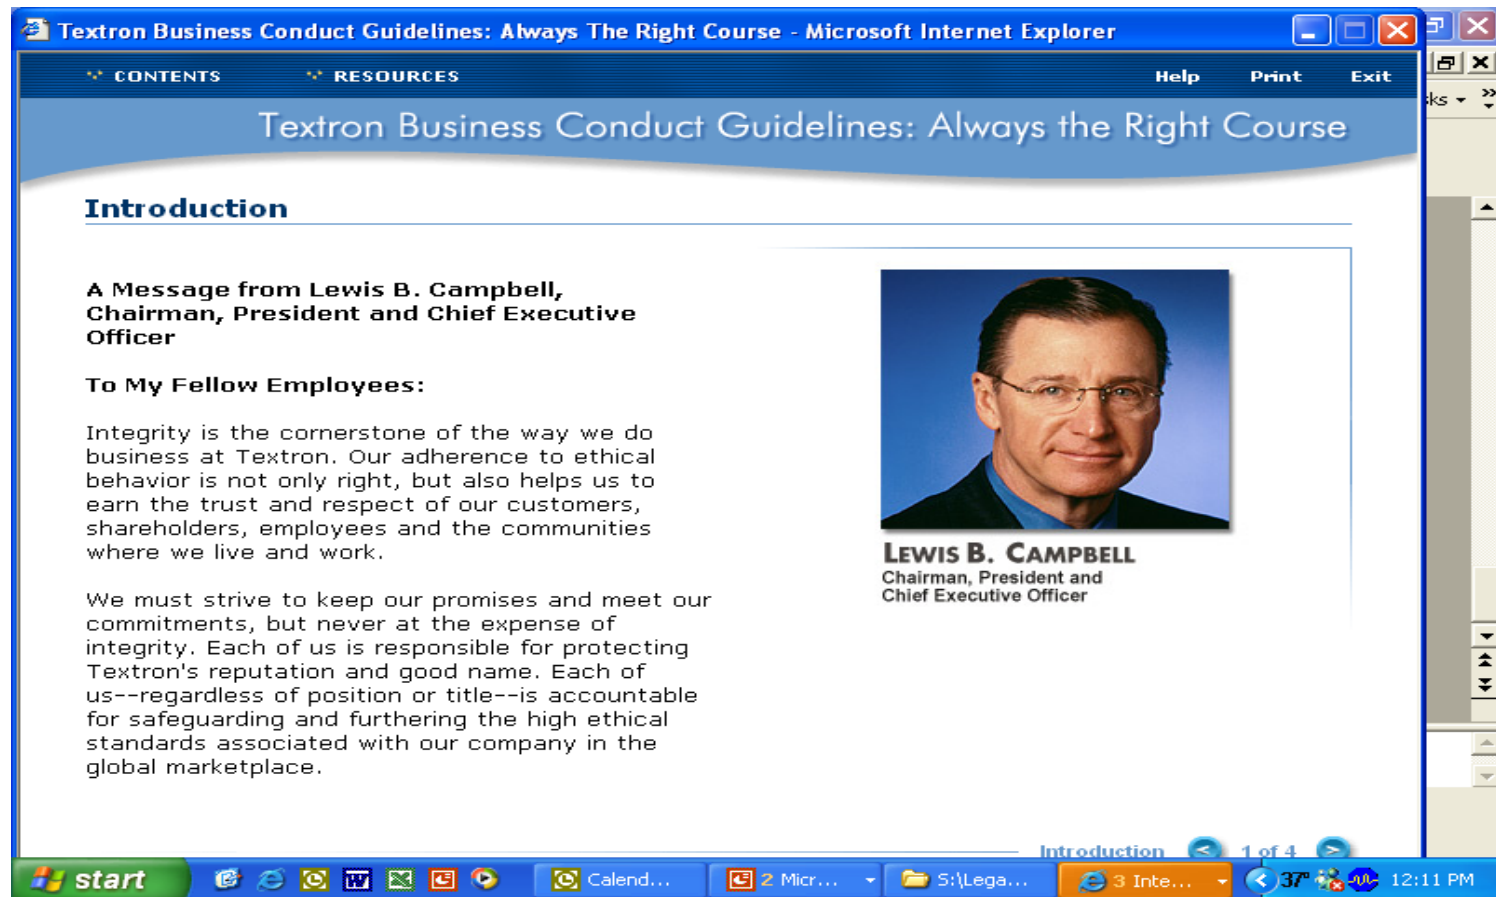 Textron Business Conduct Guidelines: Always The Right Course - Microsoft Internet Explorer
CONTENTS RESOURCES Help Print Exit
ks
Textron Business Conduct Guidelines: Always the Right Course
Introduction
A Message from Lewis B. Campbell,
Chairman, President and Chief Executive
Officer
To My Fellow Employees:
Integrity is the cornerstone of the way we do
business at Textron. Our adherence to ethical
behavior is not only right, but also helps us to
earn the trust and respect of our customers,
shareholders, employees and the communities
where we live and work.
We must strive to keep our promises and meet our
commitments, but never at the expense of
integrity. Each of us is responsible for protecting
Textron's reputation and good name. Each of
us--regardless of position or title--is accountable
for safeguarding and furthering the high ethical
standards associated with our company in the
global marketplace.
LEWIS B. CAMPBELL
Chairman, President and
Chief Executive Officer
Introduction 1 of 4
start Calend... 2 Micr... S:\Lega... 3 Inte... 37° 12:11 PM